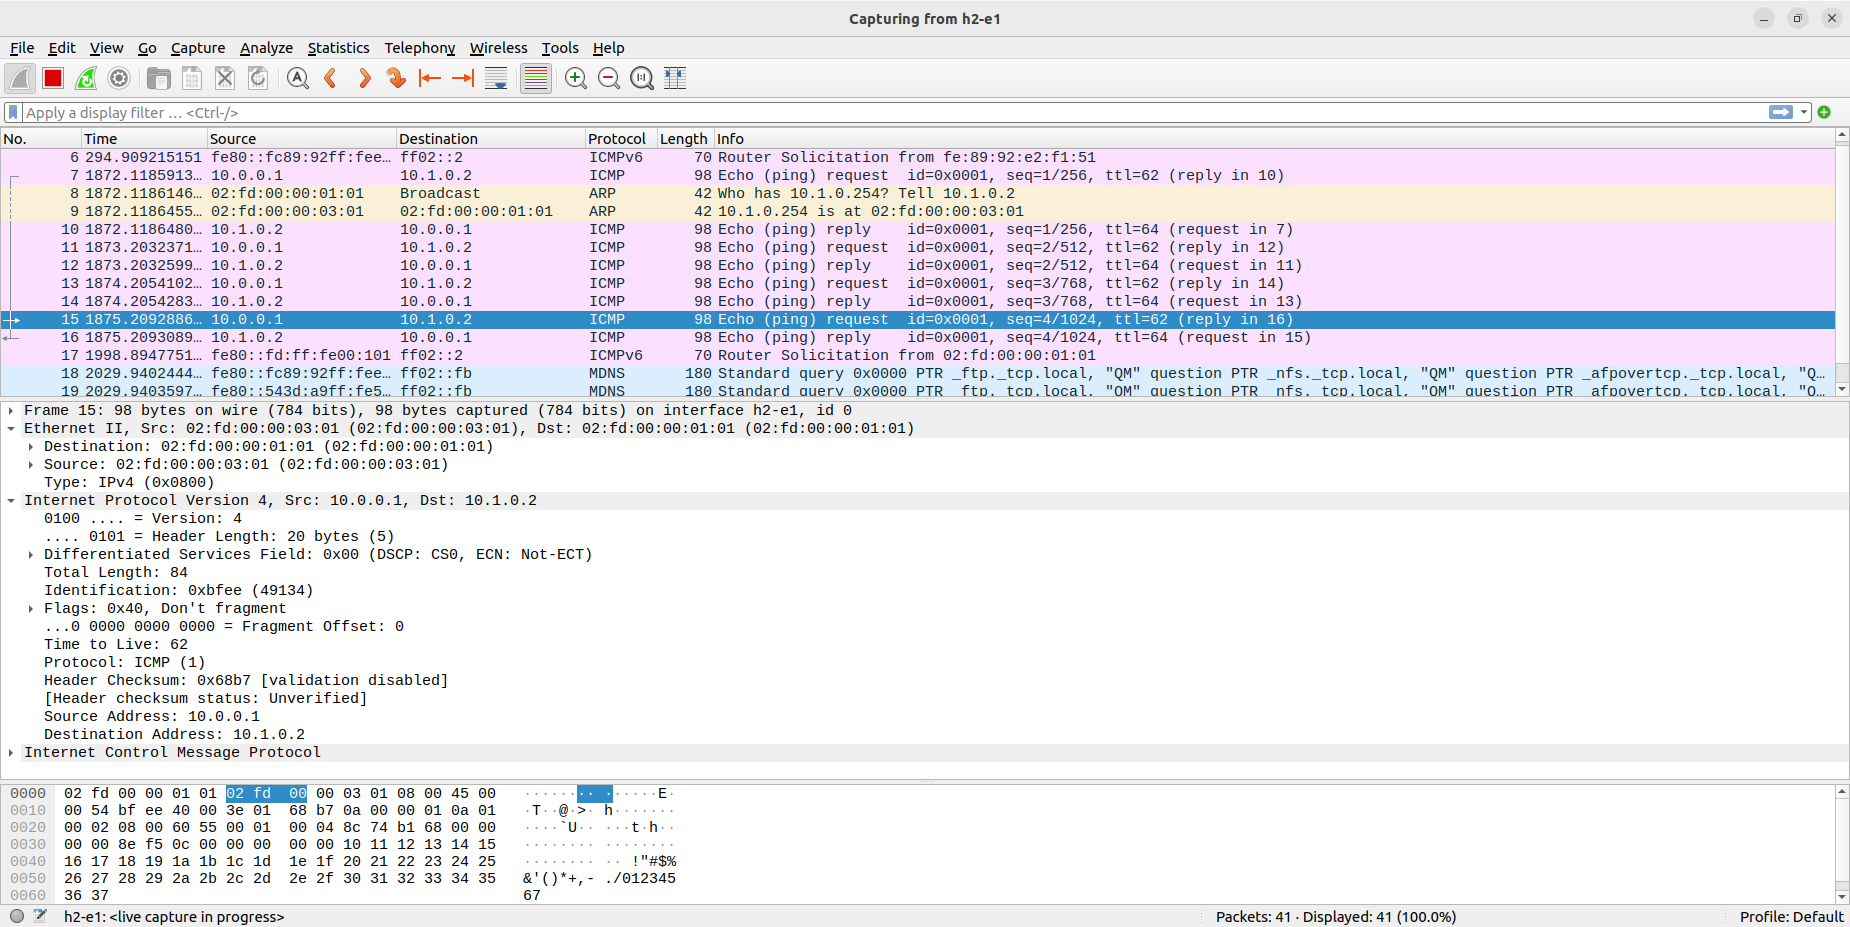 Capturing from h2-e1
File Edit View Go Capture Analyze Statistics Telephony Wireless Tools Help
Apply a display filter … <Ctrl-/>
No. Time Source Destination Protocol Length Info
6 294.909215151 fe80::fc89:92ff:fee… ff02::2 ICMPv6 70 Router Solicitation from fe:89:92:e2:f1:51
7 1872.1185913… 10.0.0.1 10.1.0.2 ICMP 98 Echo (ping) request id=0x0001, seq=1/256, ttl=62 (reply in 10)
8 1872.1186146… 02:fd:00:00:01:01 Broadcast ARP 42 Who has 10.1.0.254? Tell 10.1.0.2
9 1872.1186455… 02:fd:00:00:03:01 02:fd:00:00:01:01 ARP 42 10.1.0.254 is at 02:fd:00:00:03:01
10 1872.1186480… 10.1.0.2 10.0.0.1 ICMP 98 Echo (ping) reply id=0x0001, seq=1/256, ttl=64 (request in 7)
11 1873.2032371… 10.0.0.1 10.1.0.2 ICMP 98 Echo (ping) request id=0x0001, seq=2/512, ttl=62 (reply in 12)
12 1873.2032599… 10.1.0.2 10.0.0.1 ICMP 98 Echo (ping) reply id=0x0001, seq=2/512, ttl=64 (request in 11)
13 1874.2054102… 10.0.0.1 10.1.0.2 ICMP 98 Echo (ping) request id=0x0001, seq=3/768, ttl=62 (reply in 14)
14 1874.2054283… 10.1.0.2 10.0.0.1 ICMP 98 Echo (ping) reply id=0x0001, seq=3/768, ttl=64 (request in 13)
15 1875.2092886… 10.0.0.1 10.1.0.2 ICMP 98 Echo (ping) request id=0x0001, seq=4/1024, ttl=62 (reply in 16)
16 1875.2093089… 10.1.0.2 10.0.0.1 ICMP 98 Echo (ping) reply id=0x0001, seq=4/1024, ttl=64 (request in 15)
17 1998.8947751… fe80::fd:ff:fe00:101 ff02::2 ICMPv6 70 Router Solicitation from 02:fd:00:00:01:01
18 2029.9402444… fe80::fc89:92ff:fee… ff02::fb MDNS 180 Standard query 0x0000 PTR _ftp._tcp.local, "QM" question PTR _nfs._tcp.local, "QM" question PTR _afpovertcp._tcp.local, "Q…
19 2029.9403597… fe80::543d:a9ff:fe5… ff02::fb MDNS 180 Standard query 0x0000 PTR _ftp._tcp.local, "QM" question PTR _nfs._tcp.local, "QM" question PTR _afpovertcp._tcp.local, "Q…
Frame 15: 98 bytes on wire (784 bits), 98 bytes captured (784 bits) on interface h2-e1, id 0
Ethernet II, Src: 02:fd:00:00:03:01 (02:fd:00:00:03:01), Dst: 02:fd:00:00:01:01 (02:fd:00:00:01:01)
Destination: 02:fd:00:00:01:01 (02:fd:00:00:01:01)
Source: 02:fd:00:00:03:01 (02:fd:00:00:03:01)
Type: IPv4 (0x0800)
Internet Protocol Version 4, Src: 10.0.0.1, Dst: 10.1.0.2
0100 .... = Version: 4
.... 0101 = Header Length: 20 bytes (5)
Differentiated Services Field: 0x00 (DSCP: CS0, ECN: Not-ECT)
Total Length: 84
Identification: 0xbfee (49134)
Flags: 0x40, Don't fragment
...0 0000 0000 0000 = Fragment Offset: 0
Time to Live: 62
Protocol: ICMP (1)
Header Checksum: 0x68b7 [validation disabled]
[Header checksum status: Unverified]
Source Address: 10.0.0.1
Destination Address: 10.1.0.2
Internet Control Message Protocol
0000 02 fd 00 00 01 01 02 fd 00 00 03 01 08 00 45 00 ········ ······E·
0010 00 54 bf ee 40 00 3e 01 68 b7 0a 00 00 01 0a 01 ·T··@·>· h·······
0020 00 02 08 00 60 55 00 01 00 04 8c 74 b1 68 00 00 ····`U·· ···t·h··
0030 00 00 8e f5 0c 00 00 00 00 00 10 11 12 13 14 15 ········ ········
0040 16 17 18 19 1a 1b 1c 1d 1e 1f 20 21 22 23 24 25 ········ ·· !"#$%
0050 26 27 28 29 2a 2b 2c 2d 2e 2f 30 31 32 33 34 35 &'()*+,- ./012345
0060 36 37 67
h2-e1: <live capture in progress> Packets: 41 · Displayed: 41 (100.0%) Profile: Default